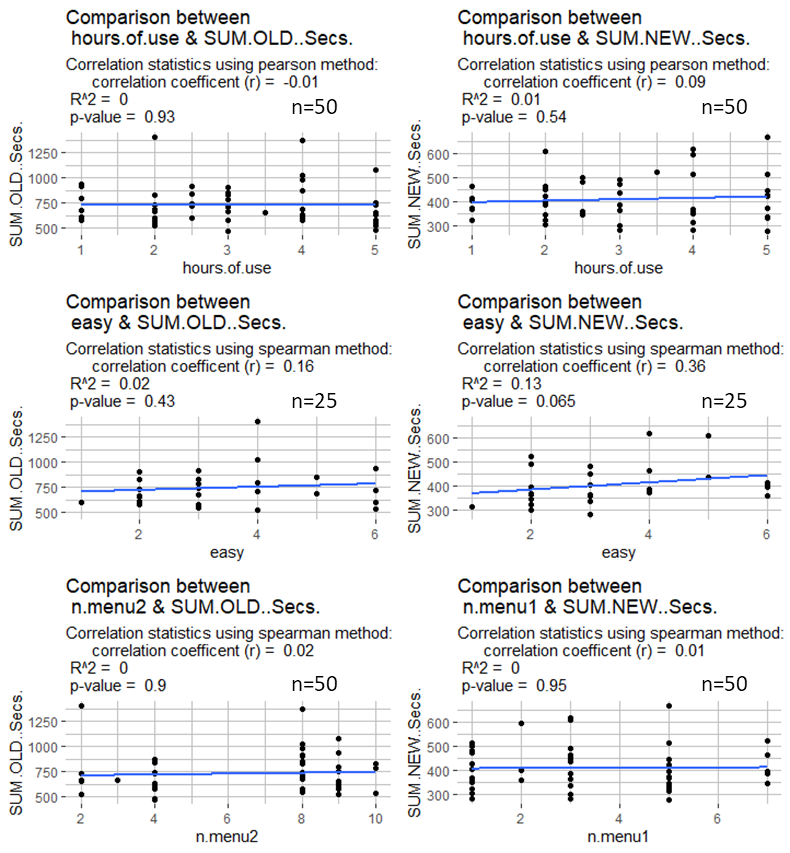 Comparison between
hours.of.use & SUM.OLD..Secs.
Correlation statistics using pearson method:
correlation coefficent (r) =  -0.01
R^2 =  0
p-value =  0.93
n=50
SUM.OLD..Secs.
1250
1000
750
500
1 2 3 4 5
hours.of.use
Comparison between
hours.of.use & SUM.NEW..Secs.
Correlation statistics using pearson method:
correlation coefficent (r) =  0.09
R^2 =  0.01
p-value =  0.54
n=50
SUM.NEW..Secs.
600
500
400
300
1 2 3 4 5
hours.of.use
Comparison between
easy & SUM.OLD..Secs.
Correlation statistics using spearman method:
correlation coefficent (r) =  0.16
R^2 =  0.02
p-value =  0.43
n=25
SUM.OLD..Secs.
1250
1000
750
500
2 4 6
easy
Comparison between
easy & SUM.NEW..Secs.
Correlation statistics using spearman method:
correlation coefficent (r) =  0.36
R^2 =  0.13
p-value =  0.065
n=25
SUM.NEW..Secs.
600
500
400
300
2 4 6
easy
Comparison between
n.menu2 & SUM.OLD..Secs.
Correlation statistics using spearman method:
correlation coefficent (r) =  0.02
R^2 =  0
p-value =  0.9
n=50
SUM.OLD..Secs.
1250
1000
750
500
2 4 6 8 10
n.menu2
Comparison between
n.menu1 & SUM.NEW..Secs.
Correlation statistics using spearman method:
correlation coefficent (r) =  0.01
R^2 =  0
p-value =  0.95
n=50
SUM.NEW..Secs.
600
500
400
300
2 4 6
n.menu1